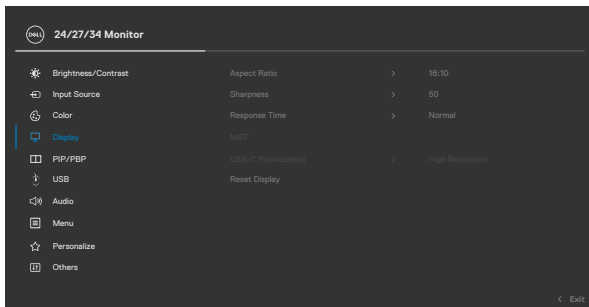 DELL 24/27/34 Monitor
Brightness/Contrast Aspect Ratio > 16:10
Input Source Sharpness > 50
Color Response Time > Normal
Display MST
PIP/PBP USB-C Prioritization > High Resolution
USB Reset Display
Audio
Menu
Personalize
Others
< Exit